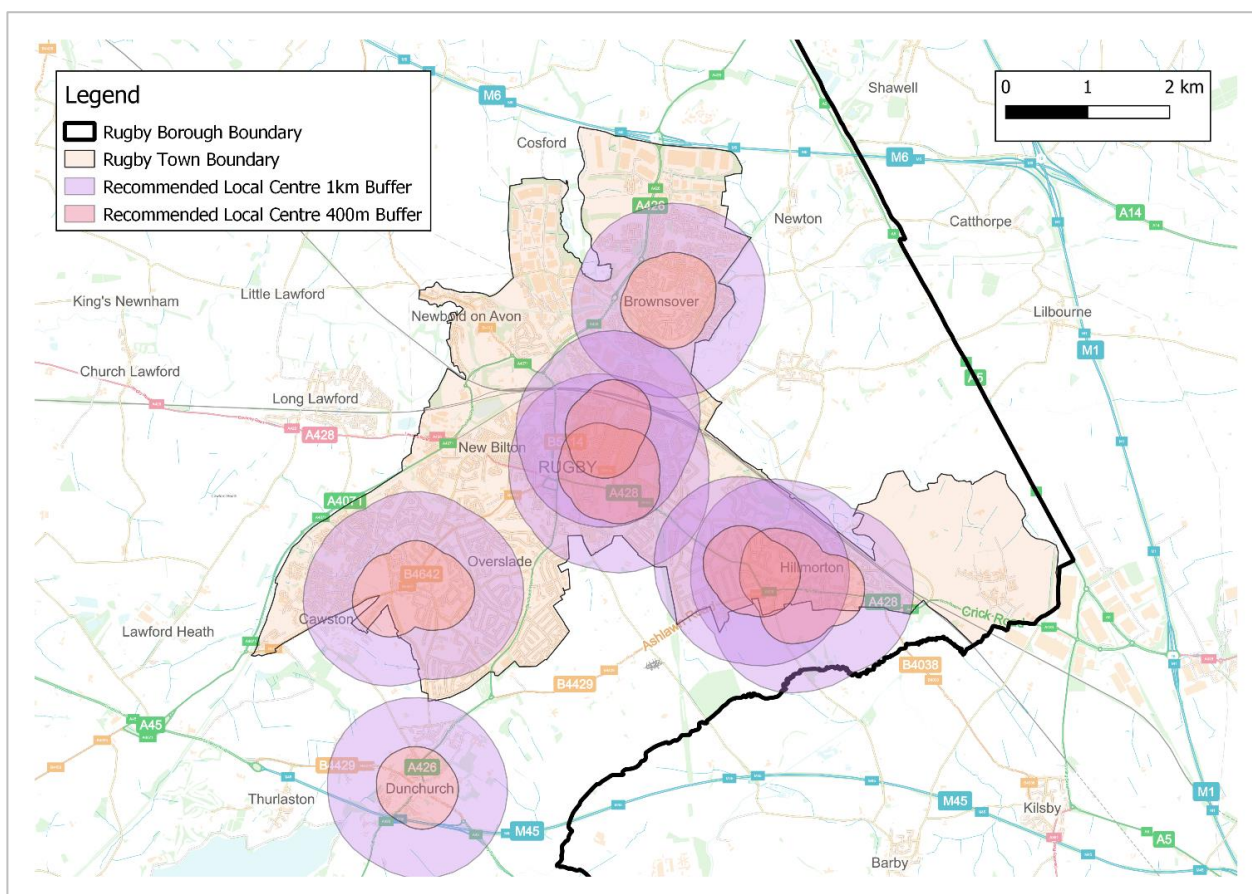 Legend
Rugby Borough Boundary
Rugby Town Boundary
Recommended Local Centre 1km Buffer
Recommended Local Centre 400m Buffer
0 1 2 km
M6
Cosford
Shawell
M6
A14
A426
Newton
Catthorpe
King's Newnham
Little Lawford
Newbold on Avon
Brownsover
Lilbourne
M1
Church Lawford
Long Lawford
A5
A428
New Bilton
RUGBY
A428
A4071
Overslade
B4642
Hillmorton
A428
Crick Road
Cawston
Lawford Heath
Ashlawn Road
B4038
B4429
A45
B4429
A426
Dunchurch
Thurlaston
M45
M45
Kilsby
M1
A5
Barby